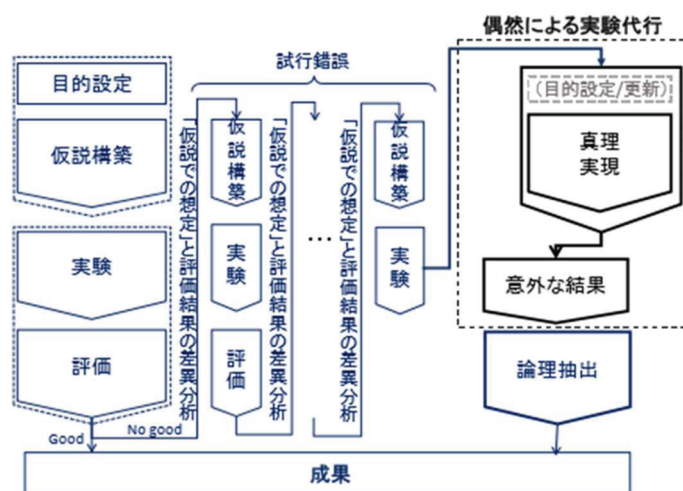 偶然による実験代行
試行錯誤
目的設定
仮説構築
実験
評価
Good
No good
「仮説での想定」と評価結果の差異分析
仮説構築
実験
評価
「仮説での想定」と評価結果の差異分析
…
「仮説での想定」と評価結果の差異分析
仮説構築
実験
(目的設定/更新)
真理
実現
意外な結果
論理抽出
成果